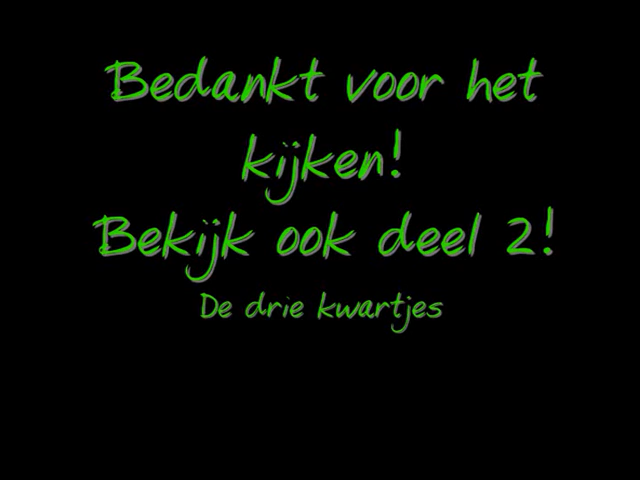 Bedankt voor het
kijken!
Bekijk ook deel 2!
De drie kwartjes